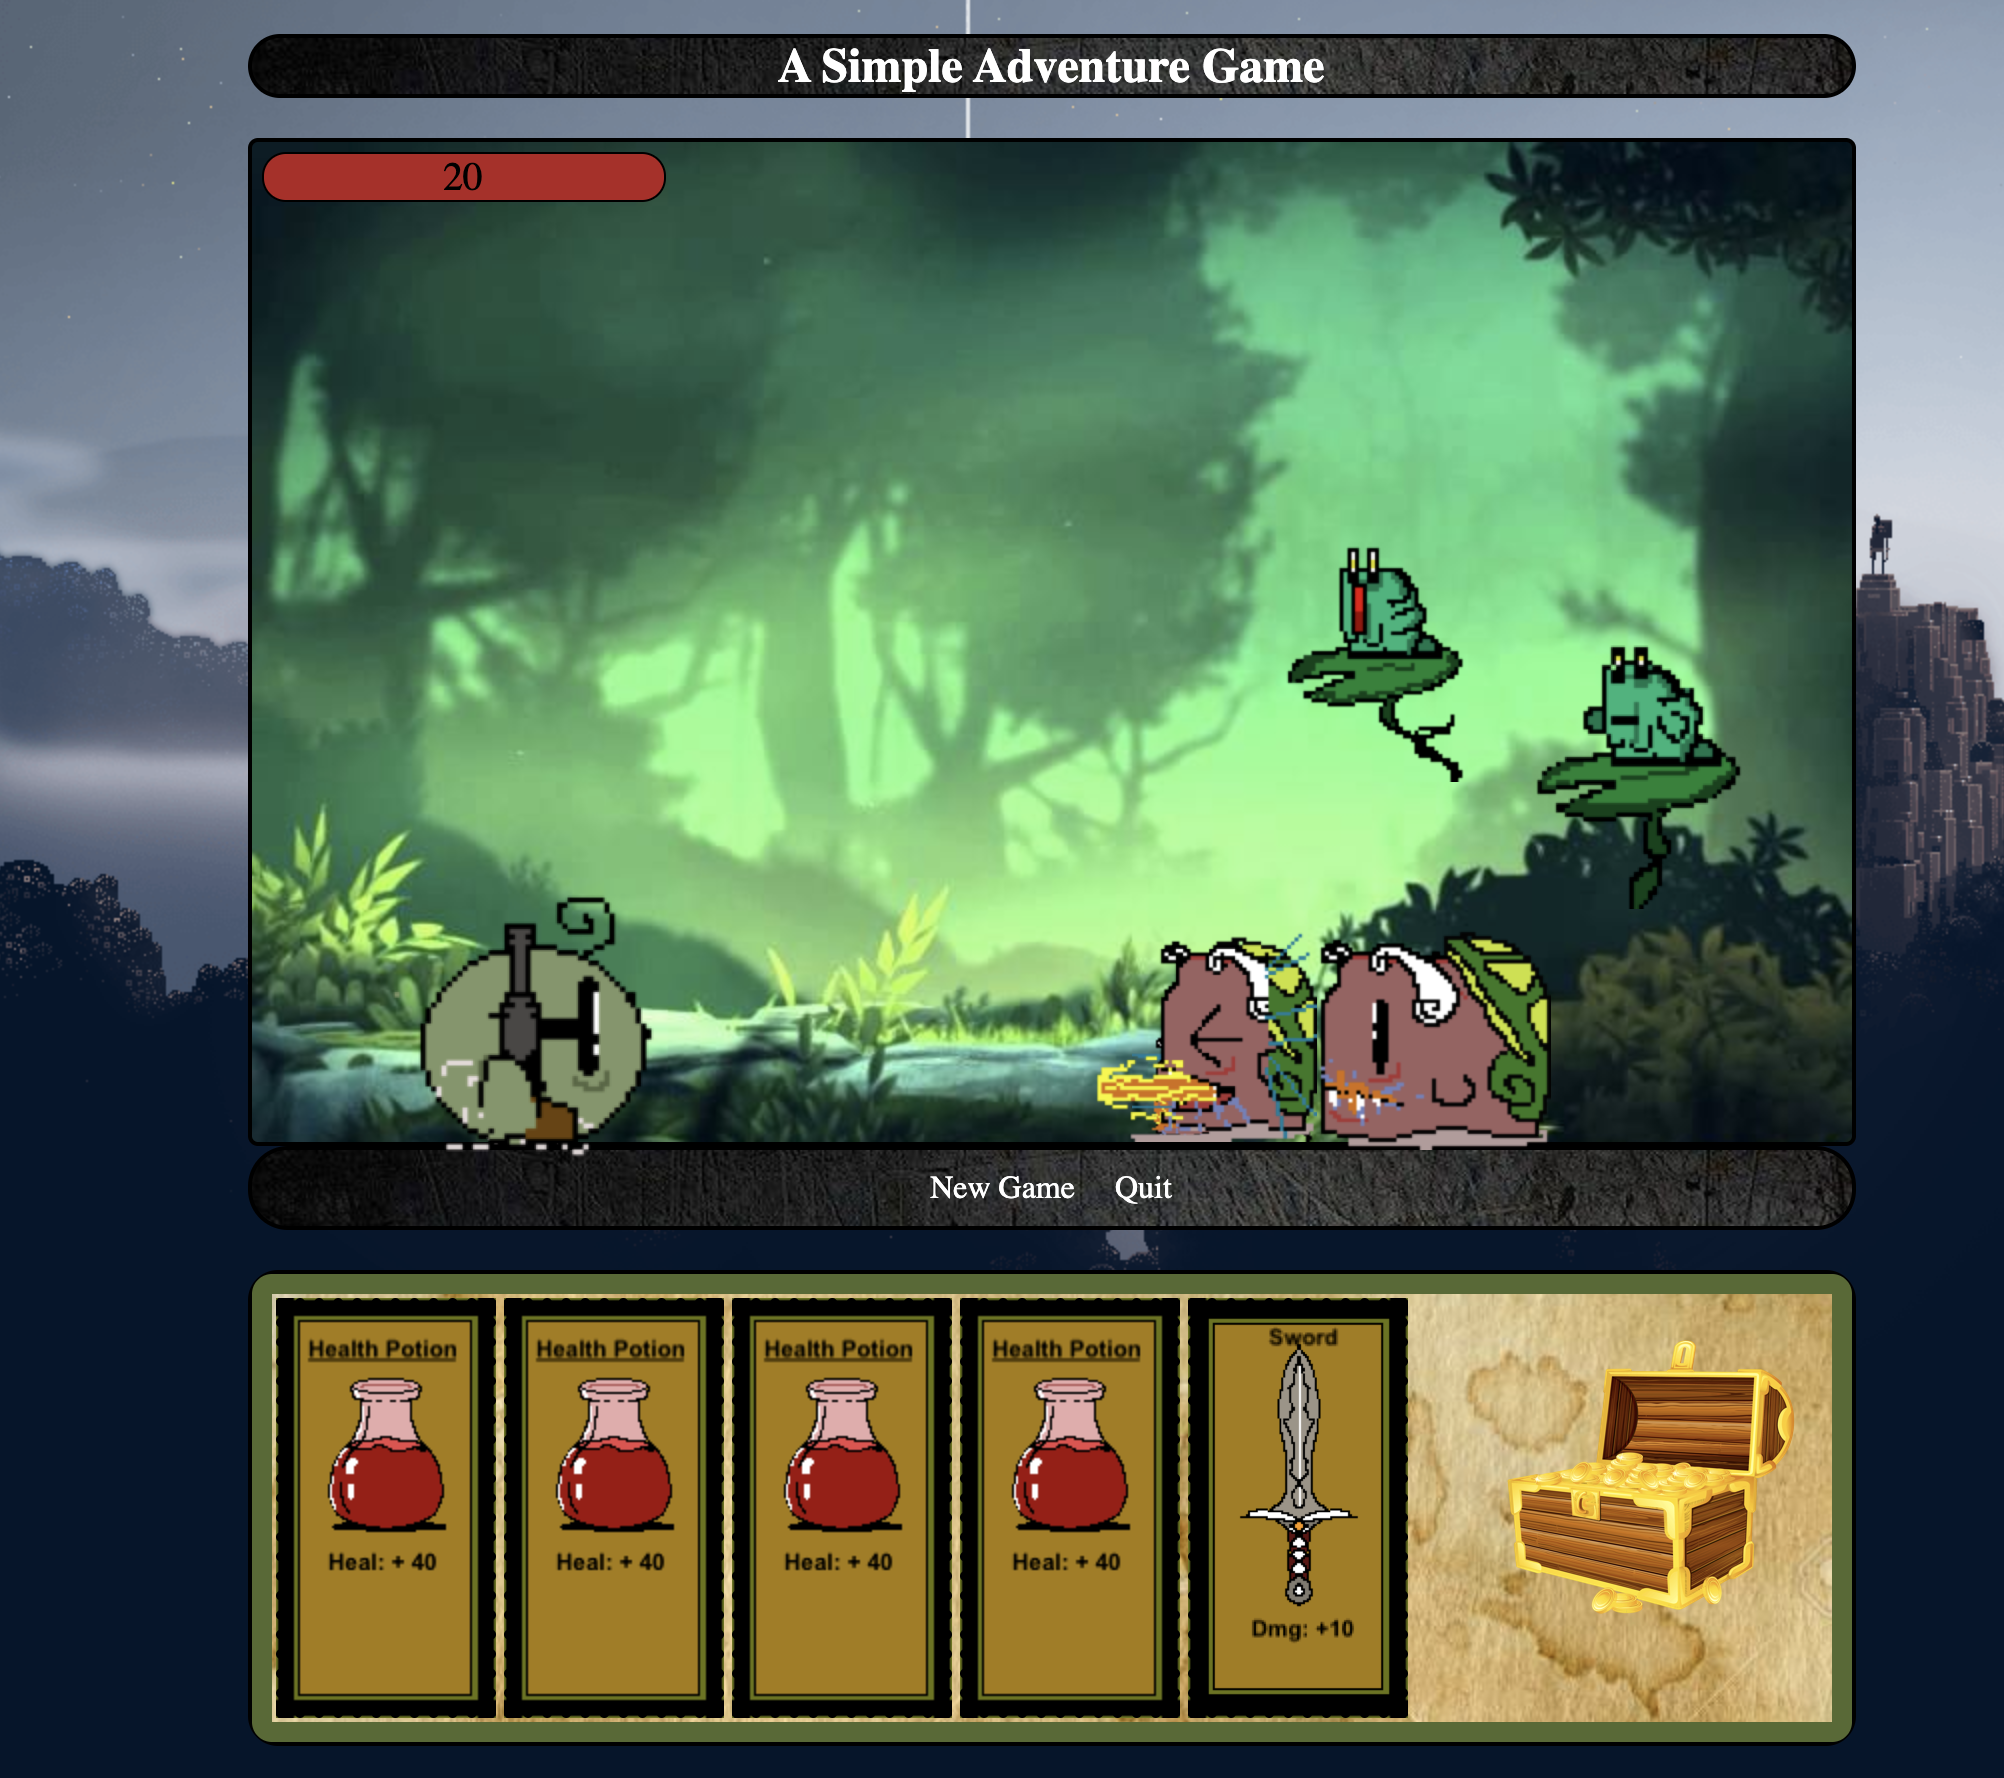 A Simple Adventure Game
20
New Game Quit
Health Potion
Heal: + 40
Health Potion
Heal: + 40
Health Potion
Heal: + 40
Health Potion
Heal: + 40
Sword
Dmg: +10